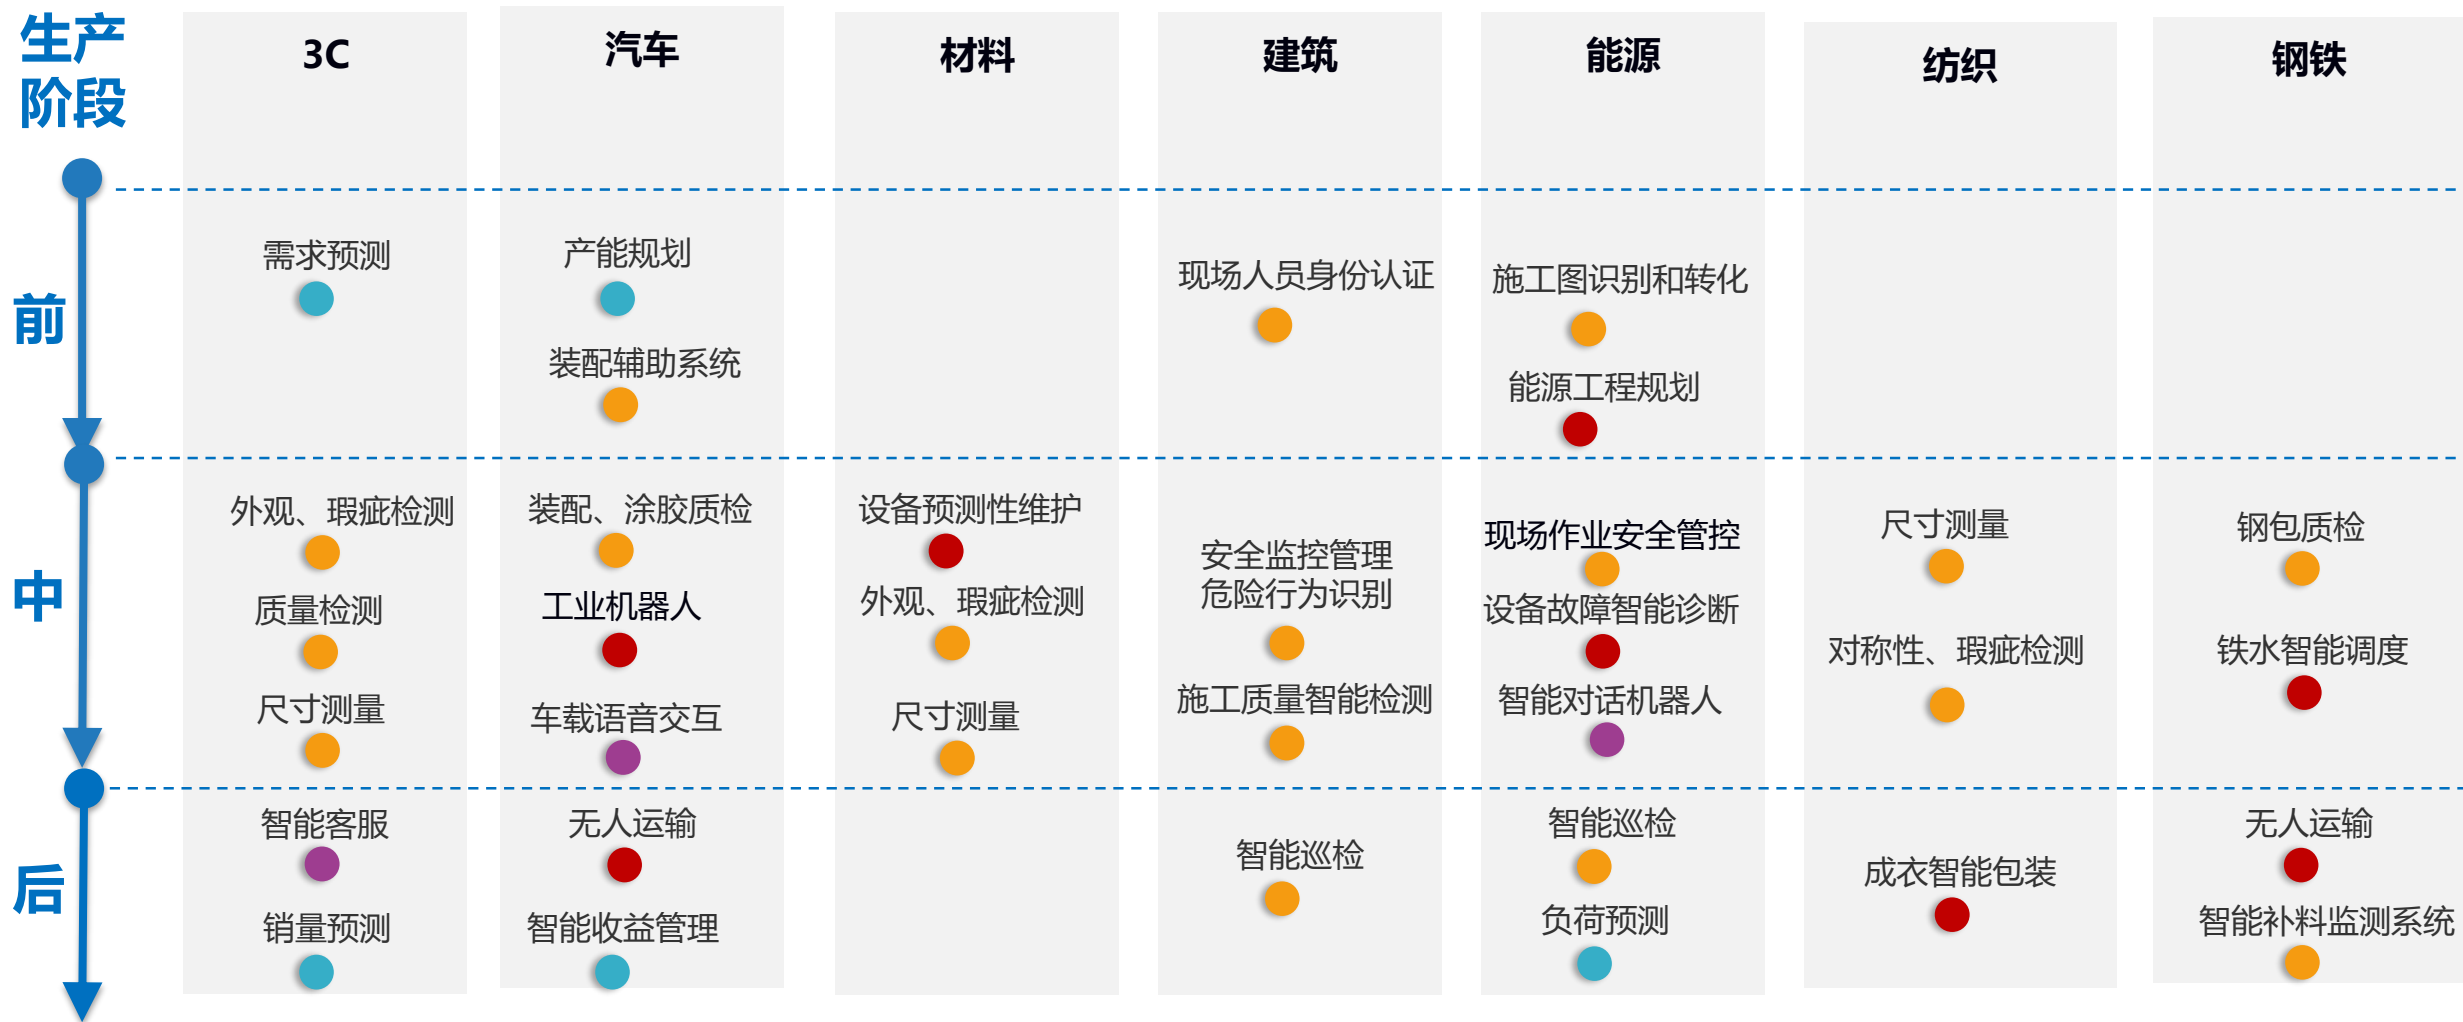 生产
阶段
3C
汽车
材料
建筑
能源
纺织
钢铁
前
需求预测
产能规划
装配辅助系统
现场人员身份认证
施工图识别和转化
能源工程规划
中
外观、瑕疵检测
质量检测
尺寸测量
装配、涂胶质检
工业机器人
车载语音交互
设备预测性维护
外观、瑕疵检测
尺寸测量
安全监控管理
危险行为识别
施工质量智能检测
现场作业安全管控
设备故障智能诊断
智能对话机器人
尺寸测量
对称性、瑕疵检测
钢包质检
铁水智能调度
后
智能客服
销量预测
无人运输
智能收益管理
智能巡检
智能巡检
负荷预测
成衣智能包装
无人运输
智能补料监测系统